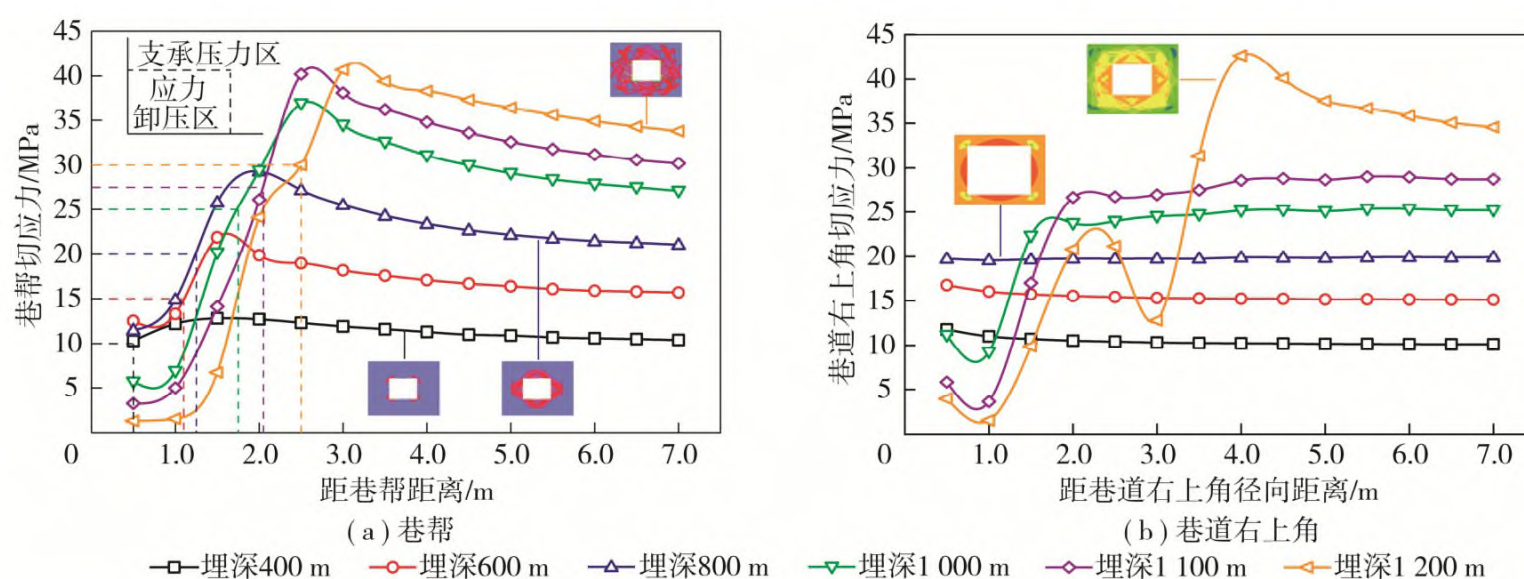 45
40
35
30
25
20
15
10
5
0
巷帮切应力/MPa
支承压力区
应力
卸压区
1.0 2.0 3.0 4.0 5.0 6.0 7.0
距巷帮距离/m
(a) 巷帮
45
40
35
30
25
20
15
10
5
0
巷道右上角切应力/MPa
1.0 2.0 3.0 4.0 5.0 6.0 7.0
距巷道右上角径向距离/m
(b) 巷道右上角
埋深400 m 埋深600 m 埋深800 m 埋深1 000 m 埋深1 100 m 埋深1 200 m